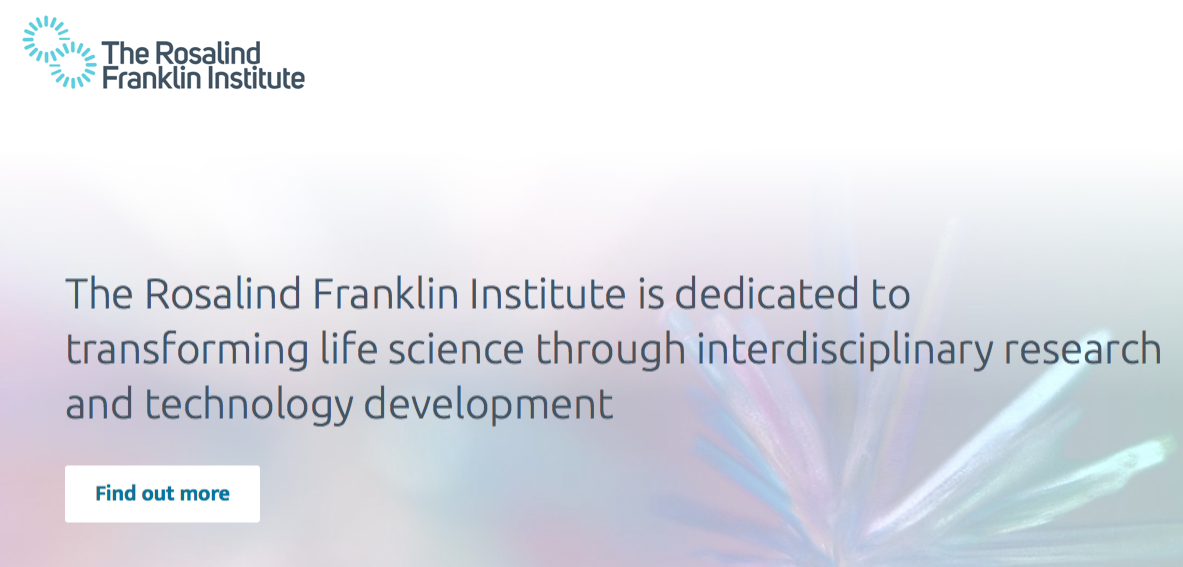 The Rosalind
Franklin Institute
The Rosalind Franklin Institute is dedicated to
transforming life science through interdisciplinary research
and technology development
Find out more